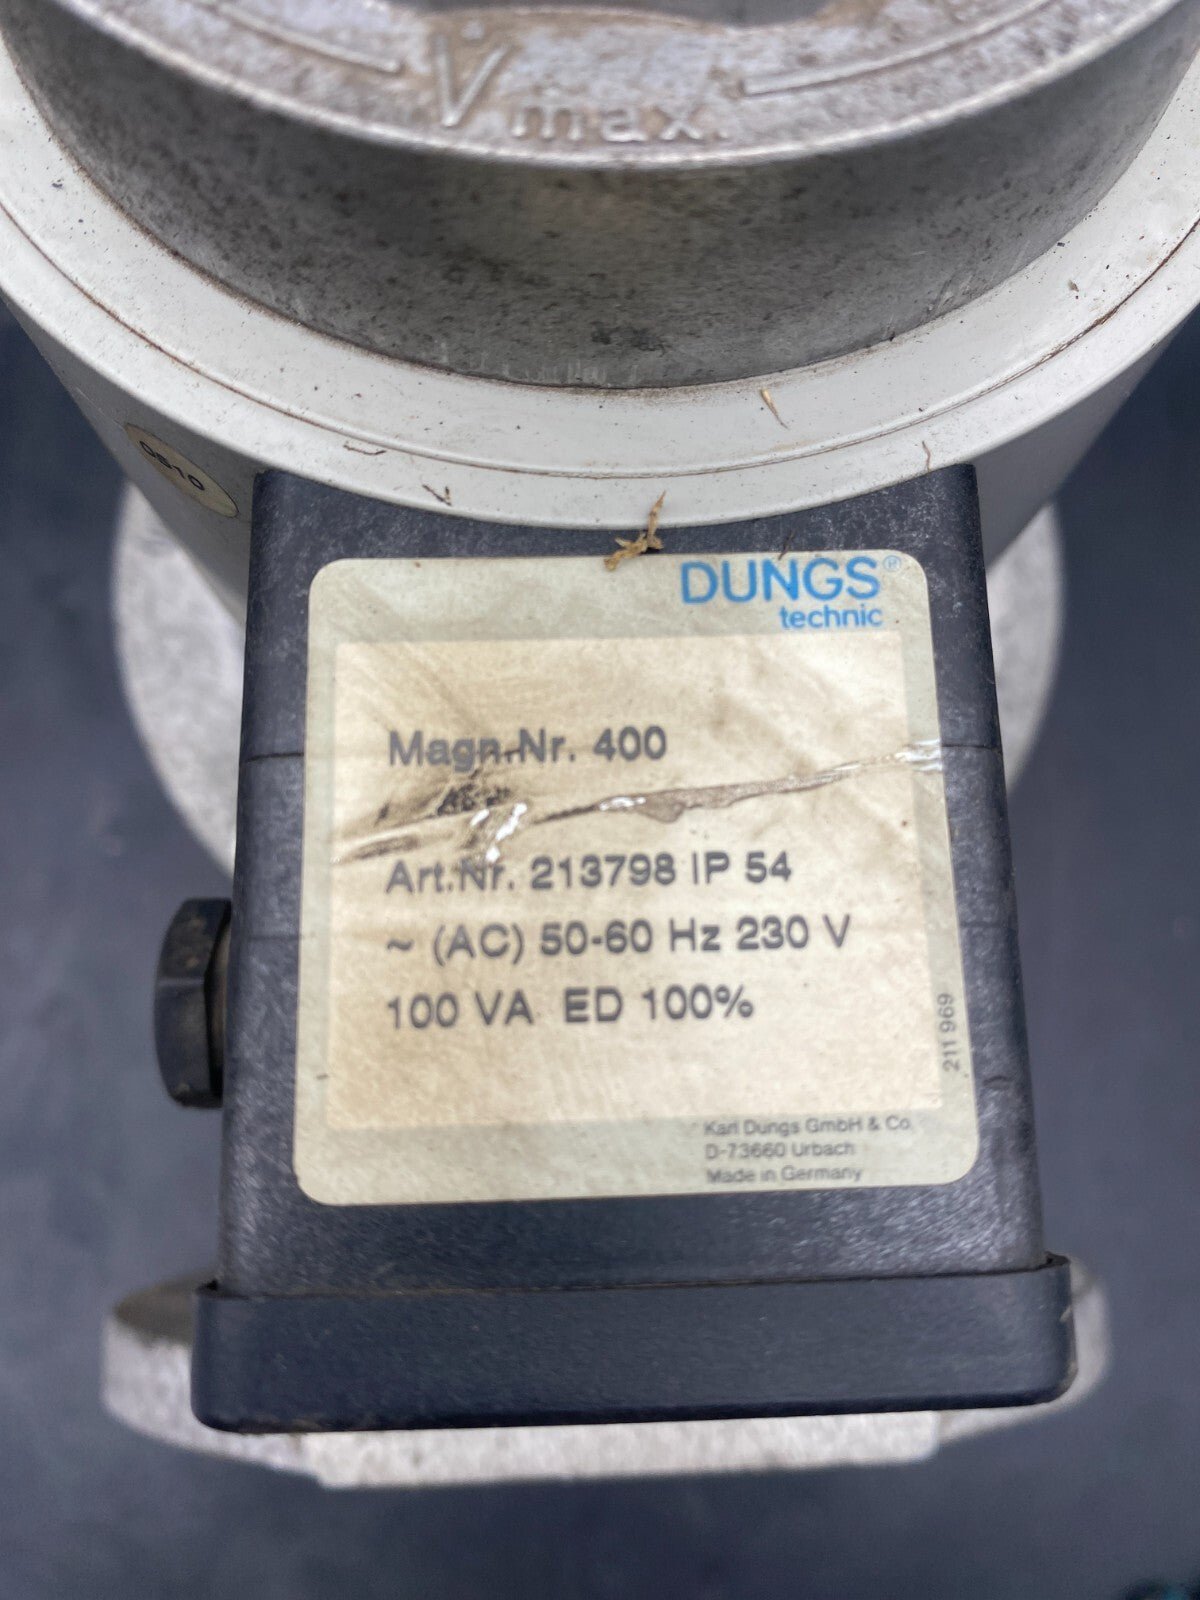 V̇max.
0810
DUNGS®
technic
Magn.Nr. 400
Art.Nr. 213798 IP 54
~ (AC) 50-60 Hz 230 V
100 VA ED 100%
211 969
Karl Dungs GmbH & Co.
D-73660 Urbach
Made in Germany